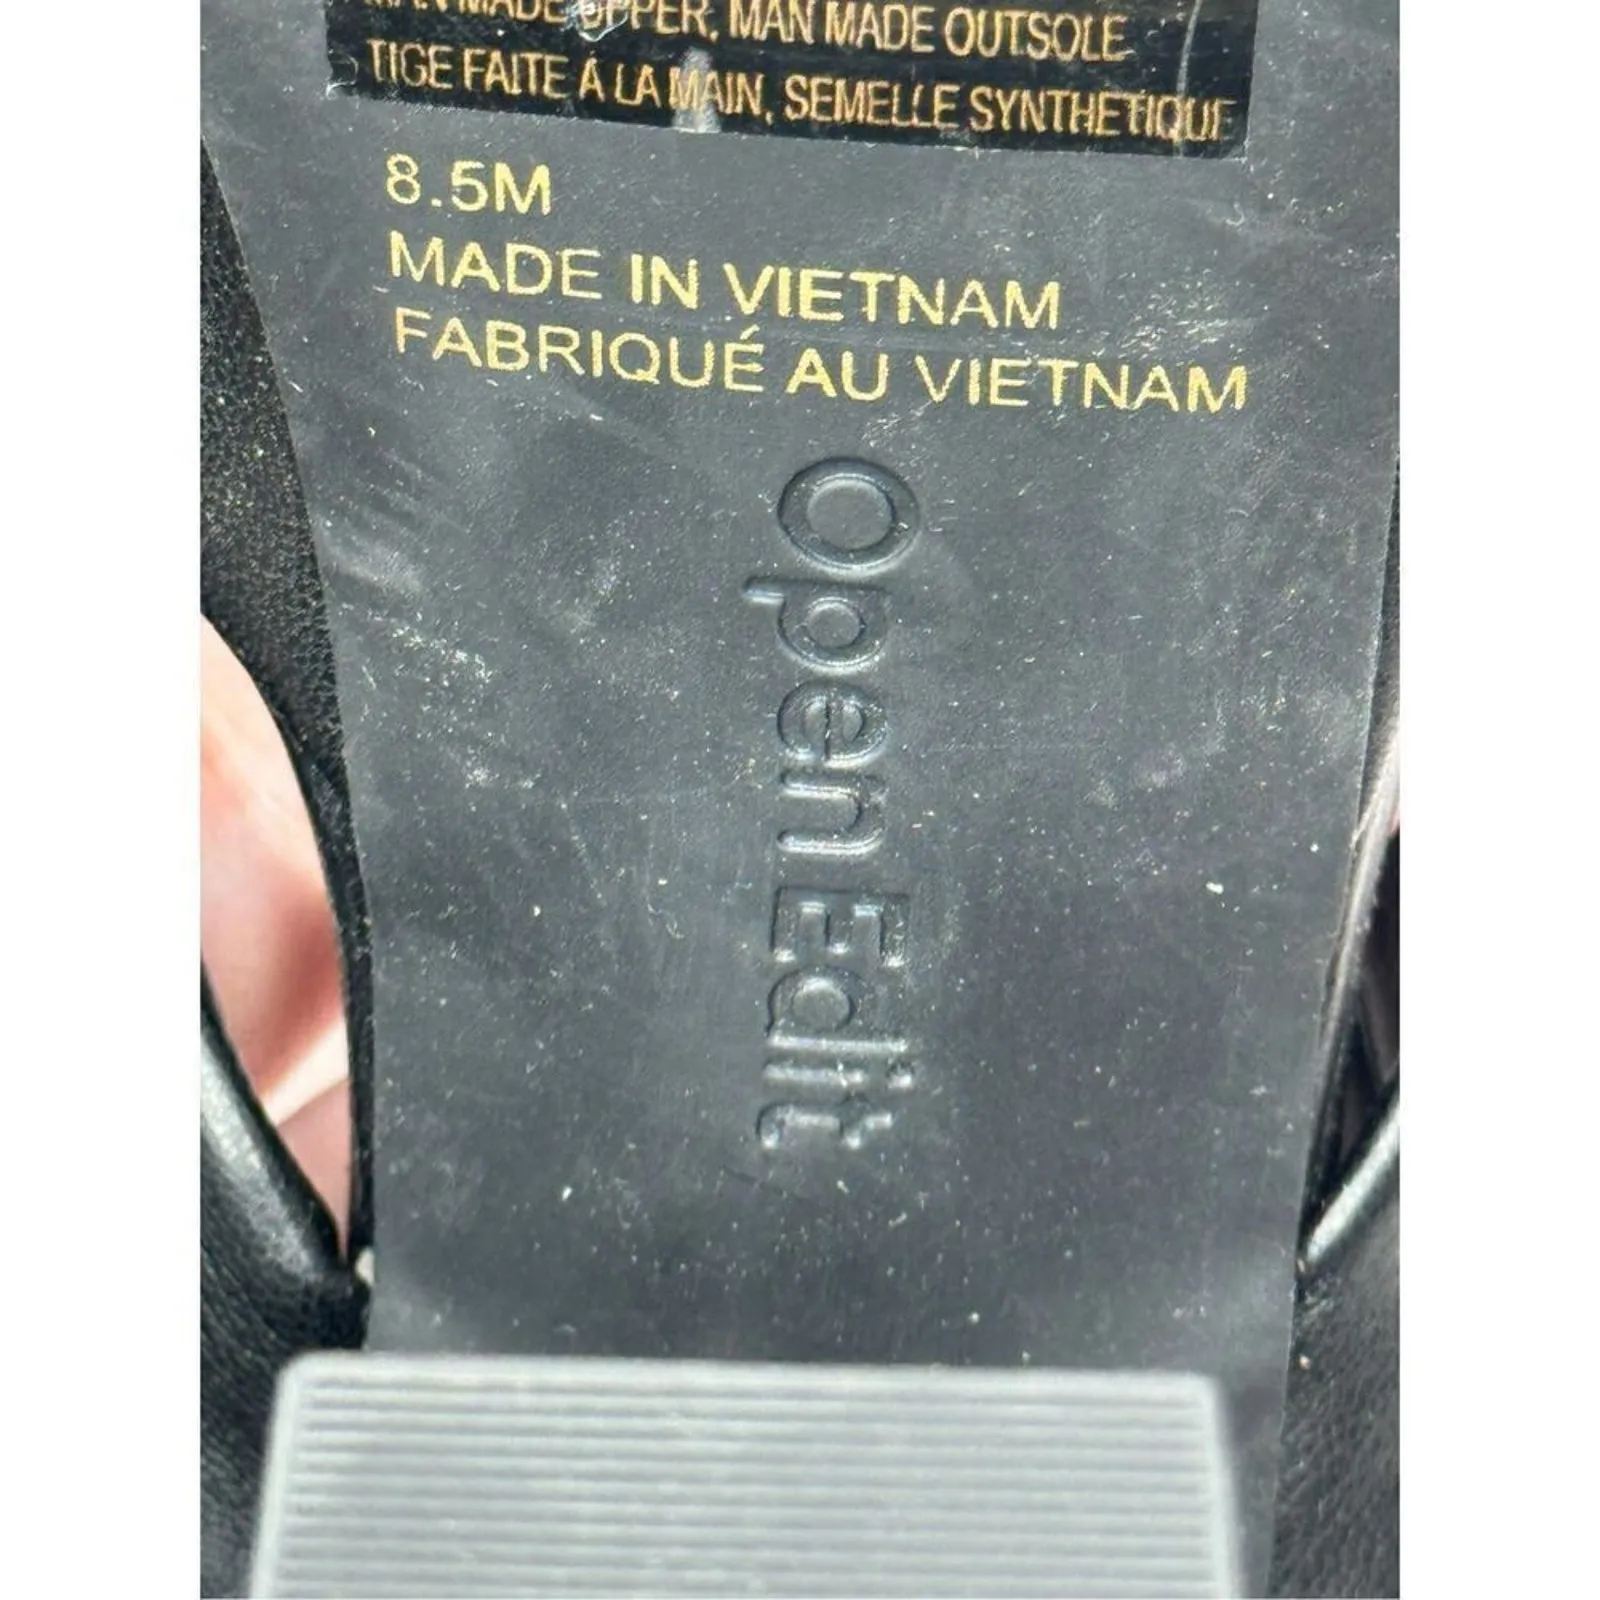 MAN MADE UPPER, MAN MADE OUTSOLE
TIGE FAITE À LA MAIN, SEMELLE SYNTHETIQUE
8.5M
MADE IN VIETNAM
FABRIQUÉ AU VIETNAM
Open Edit